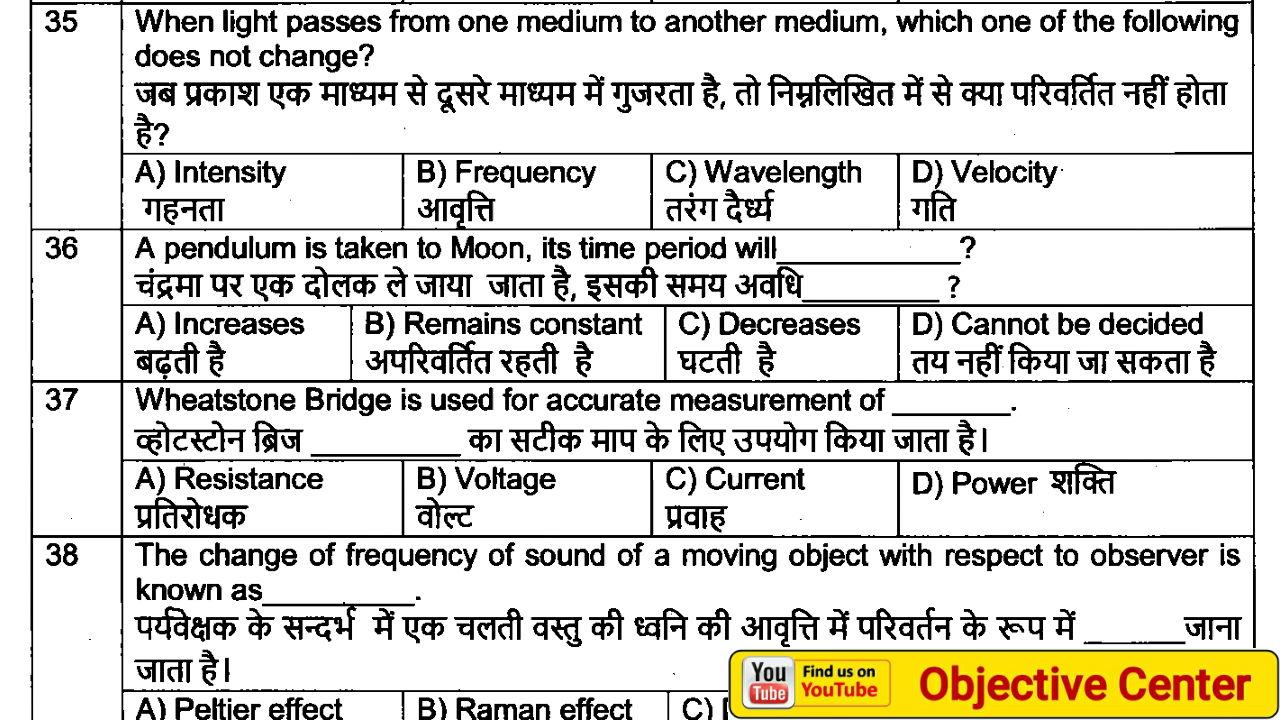 35
When light passes from one medium to another medium, which one of the following
does not change?
जब प्रकाश एक माध्यम से दूसरे माध्यम में गुजरता है, तो निम्नलिखित में से क्या परिवर्तित नहीं होता
है?
A) Intensity
गहनता
B) Frequency
आवृत्ति
C) Wavelength
तरंग दैर्ध्य
D) Velocity
गति
36
A pendulum is taken to Moon, its time period will____________?
चंद्रमा पर एक दोलक ले जाया जाता है, इसकी समय अवधि_________ ?
A) Increases
बढ़ती है
B) Remains constant
अपरिवर्तित रहती है
C) Decreases
घटती है
D) Cannot be decided
तय नहीं किया जा सकता है
37
Wheatstone Bridge is used for accurate measurement of ________.
व्होटस्टोन ब्रिज __________ का सटीक माप के लिए उपयोग किया जाता है।
A) Resistance
प्रतिरोधक
B) Voltage
वोल्ट
C) Current
प्रवाह
D) Power शक्ति
38
The change of frequency of sound of a moving object with respect to observer is
known as__________.
पर्यवेक्षक के सन्दर्भ में एक चलती वस्तु की ध्वनि की आवृत्ति में परिवर्तन के रूप में _______जाना
जाता है।
A) Peltier effect
B) Raman effect
C)
You
Tube
Find us on
YouTube
Objective Center